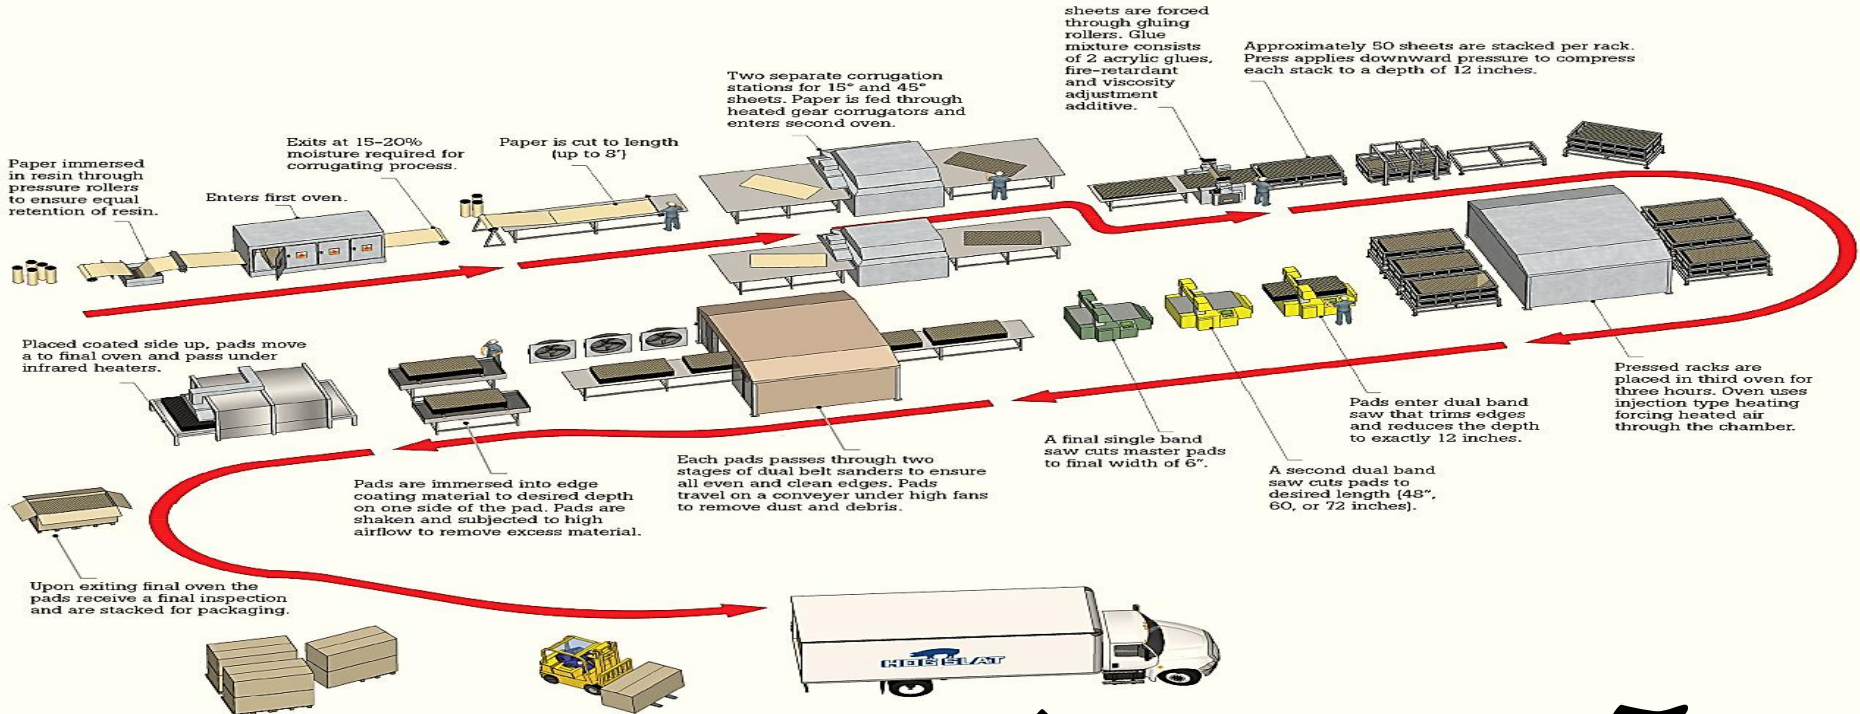 Paper immersed
in resin through
pressure rollers
to ensure equal
retention of resin.
Enters first oven.
Exits at 15-20%
moisture required for
corrugating process.
Paper is cut to length
(up to 8')
Two separate corrugation
stations for 15° and 45°
sheets. Paper is fed through
heated gear corrugators and
enters second oven.
sheets are forced
through gluing
rollers. Glue
mixture consists
of 2 acrylic glues,
fire-retardant
and viscosity
adjustment
additive.
Approximately 50 sheets are stacked per rack.
Press applies downward pressure to compress
each stack to a depth of 12 inches.
Pressed racks are
placed in third oven for
three hours. Oven uses
injection type heating
forcing heated air
through the chamber.
Pads enter dual band
saw that trims edges
and reduces the depth
to exactly 12 inches.
A second dual band
saw cuts pads to
desired length (48",
60, or 72 inches).
A final single band
saw cuts master pads
to final width of 6".
Each pads passes through two
stages of dual belt sanders to ensure
all even and clean edges. Pads
travel on a conveyer under high fans
to remove dust and debris.
Pads are immersed into edge
coating material to desired depth
on one side of the pad. Pads are
shaken and subjected to high
airflow to remove excess material.
Placed coated side up, pads move
a to final oven and pass under
infrared heaters.
Upon exiting final oven the
pads receive a final inspection
and are stacked for packaging.
HOG SLAT